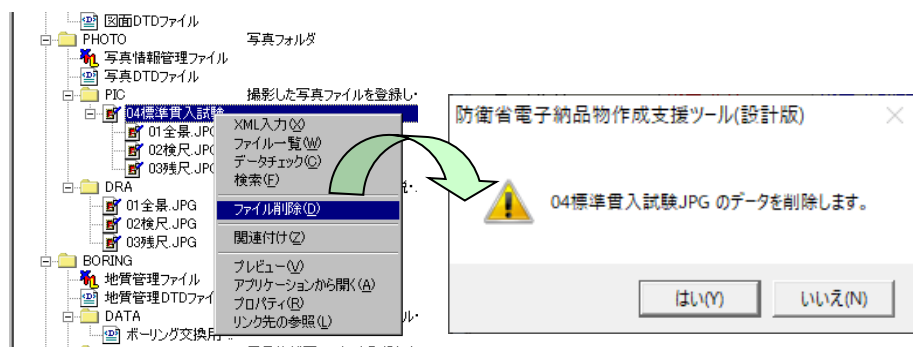 図面DTDファイル
PHOTO 写真フォルダ
写真情報管理ファイル
写真DTDファイル
PIC 撮影した写真ファイルを登録し・
04標準貫入試験
01全景.JP
02検尺.JP
03残尺.JP
DRA
01全景.JPG
02検尺.JPG
03残尺.JPG
BORING
地質管理ファイル
地質管理DTDファイ
DATA ル・
ボーリング交換用
XML入力(X)
ファイル一覧(W)
データチェック(C)
検索(F)
ファイル削除(D)
関連付け(Z)
プレビュー(V)
アプリケーションから開く(A)
プロパティ(R)
リンク先の参照(L)
防衛省電子納品物作成支援ツール(設計版)
04標準貫入試験JPG のデータを削除します。
はい(Y) いいえ(N)